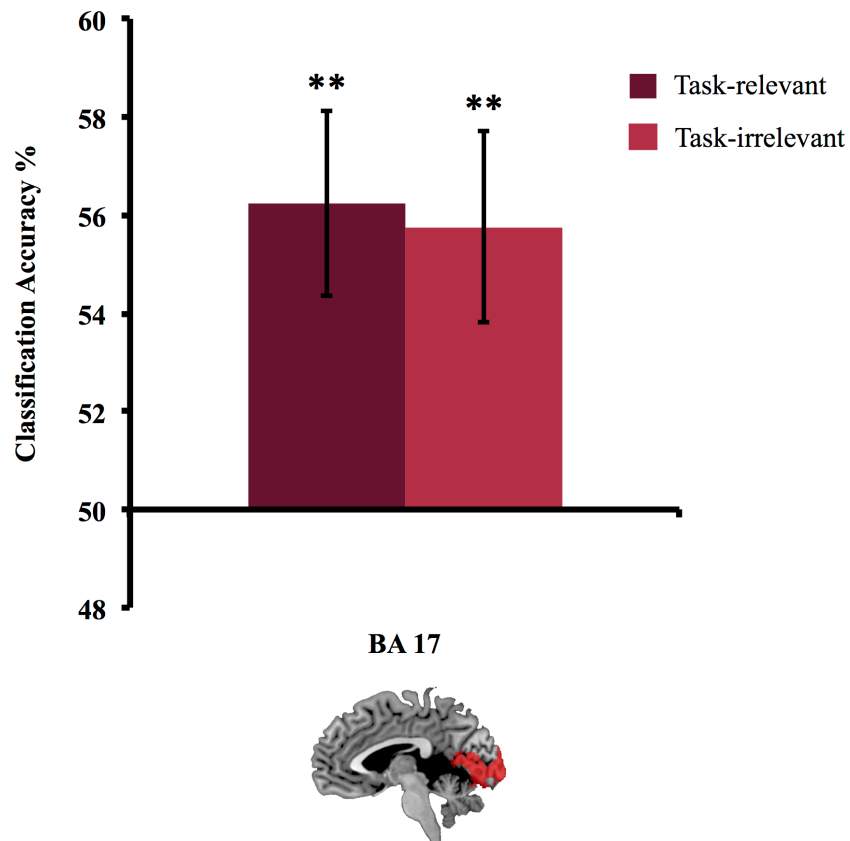 60
58
56
54
52
50
48
Classification Accuracy %
**
**
Task-relevant
Task-irrelevant
BA 17